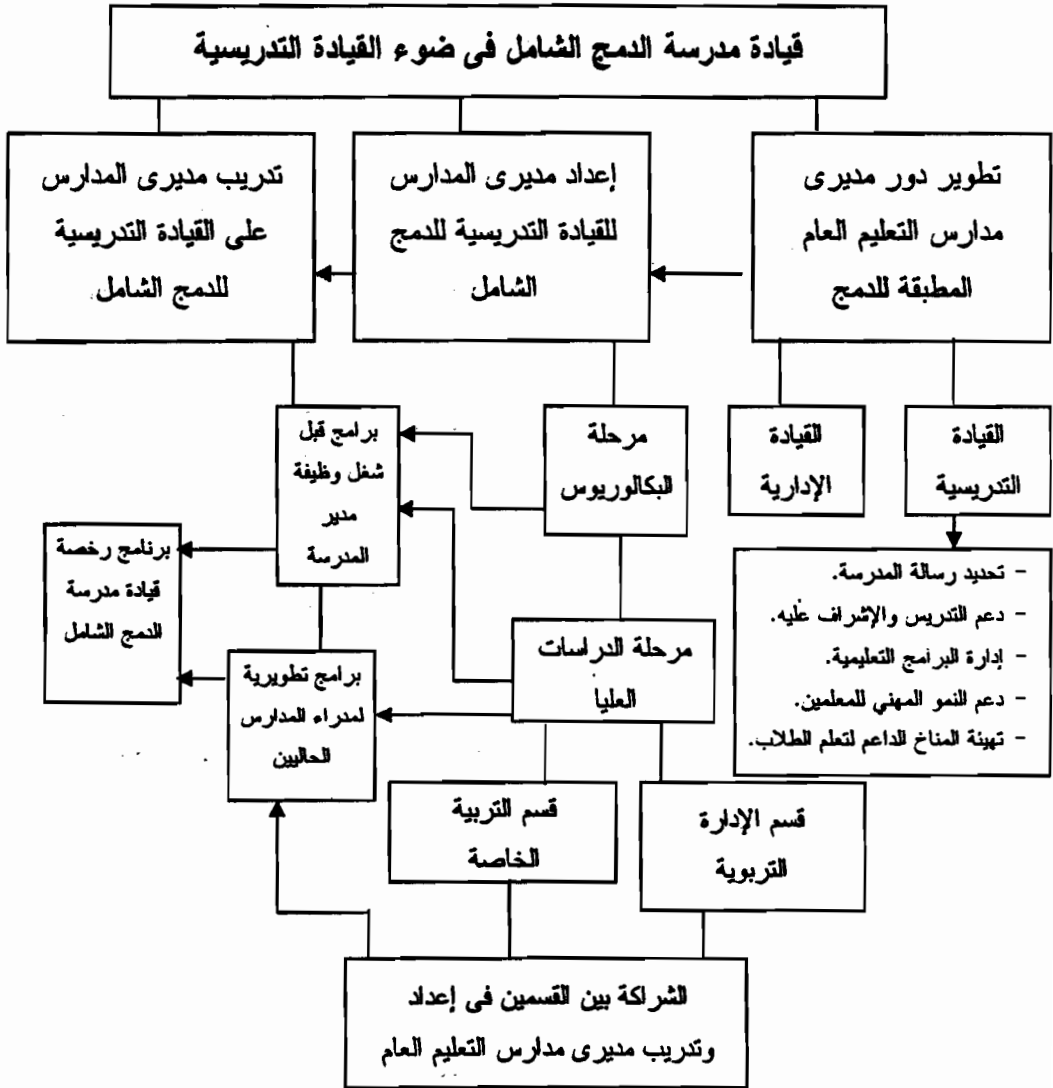 قيادة مدرسة الدمج الشامل فى ضوء القيادة التدريسية
تطوير دور مديرى
مدارس التعليم العام
المطبقة للدمج
إعداد مديرى المدارس
للقيادة التدريسية للدمج
الشامل
تدريب مديرى المدارس
على القيادة التدريسية
للدمج الشامل
القيادة
التدريسية
القيادة
الإدارية
مرحلة
البكالوريوس
برامج قبل
شغل وظيفة
مدير
المدرسة
برنامج رخصة
قيادة مدرسة
الدمج الشامل
- تحديد رسالة المدرسة.
- دعم التدريس والإشراف عليه.
- إدارة البرامج التعليمية.
- دعم النمو المهني للمعلمين.
- تهيئة المناخ الداعم لتعلم الطلاب.
مرحلة الدراسات
العليا
برامج تطويرية
لمدراء المدارس
الحاليين
قسم الإدارة
التربوية
قسم التربية
الخاصة
الشراكة بين القسمين فى إعداد
وتدريب مديرى مدارس التعليم العام